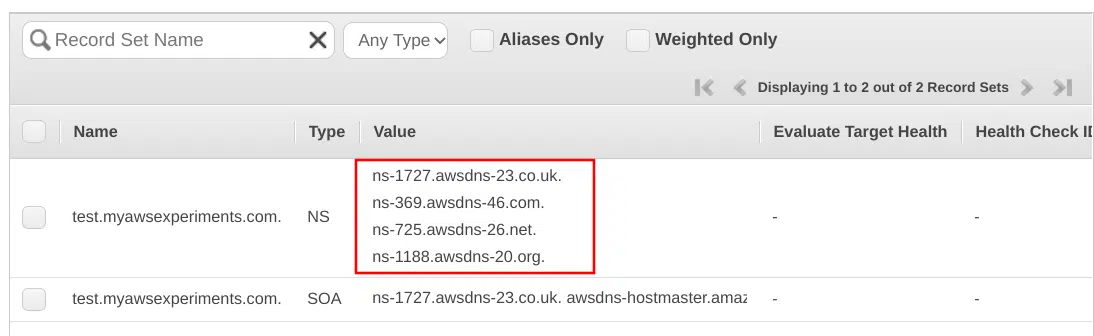 Record Set Name Any Type Aliases Only Weighted Only
Displaying 1 to 2 out of 2 Record Sets
Name Type Value Evaluate Target Health Health Check ID
ns-1727.awsdns-23.co.uk.
ns-369.awsdns-46.com.
test.myawsexperiments.com. NS - -
ns-725.awsdns-26.net.
ns-1188.awsdns-20.org.
test.myawsexperiments.com. SOA ns-1727.awsdns-23.co.uk. awsdns-hostmaster.amaz - -